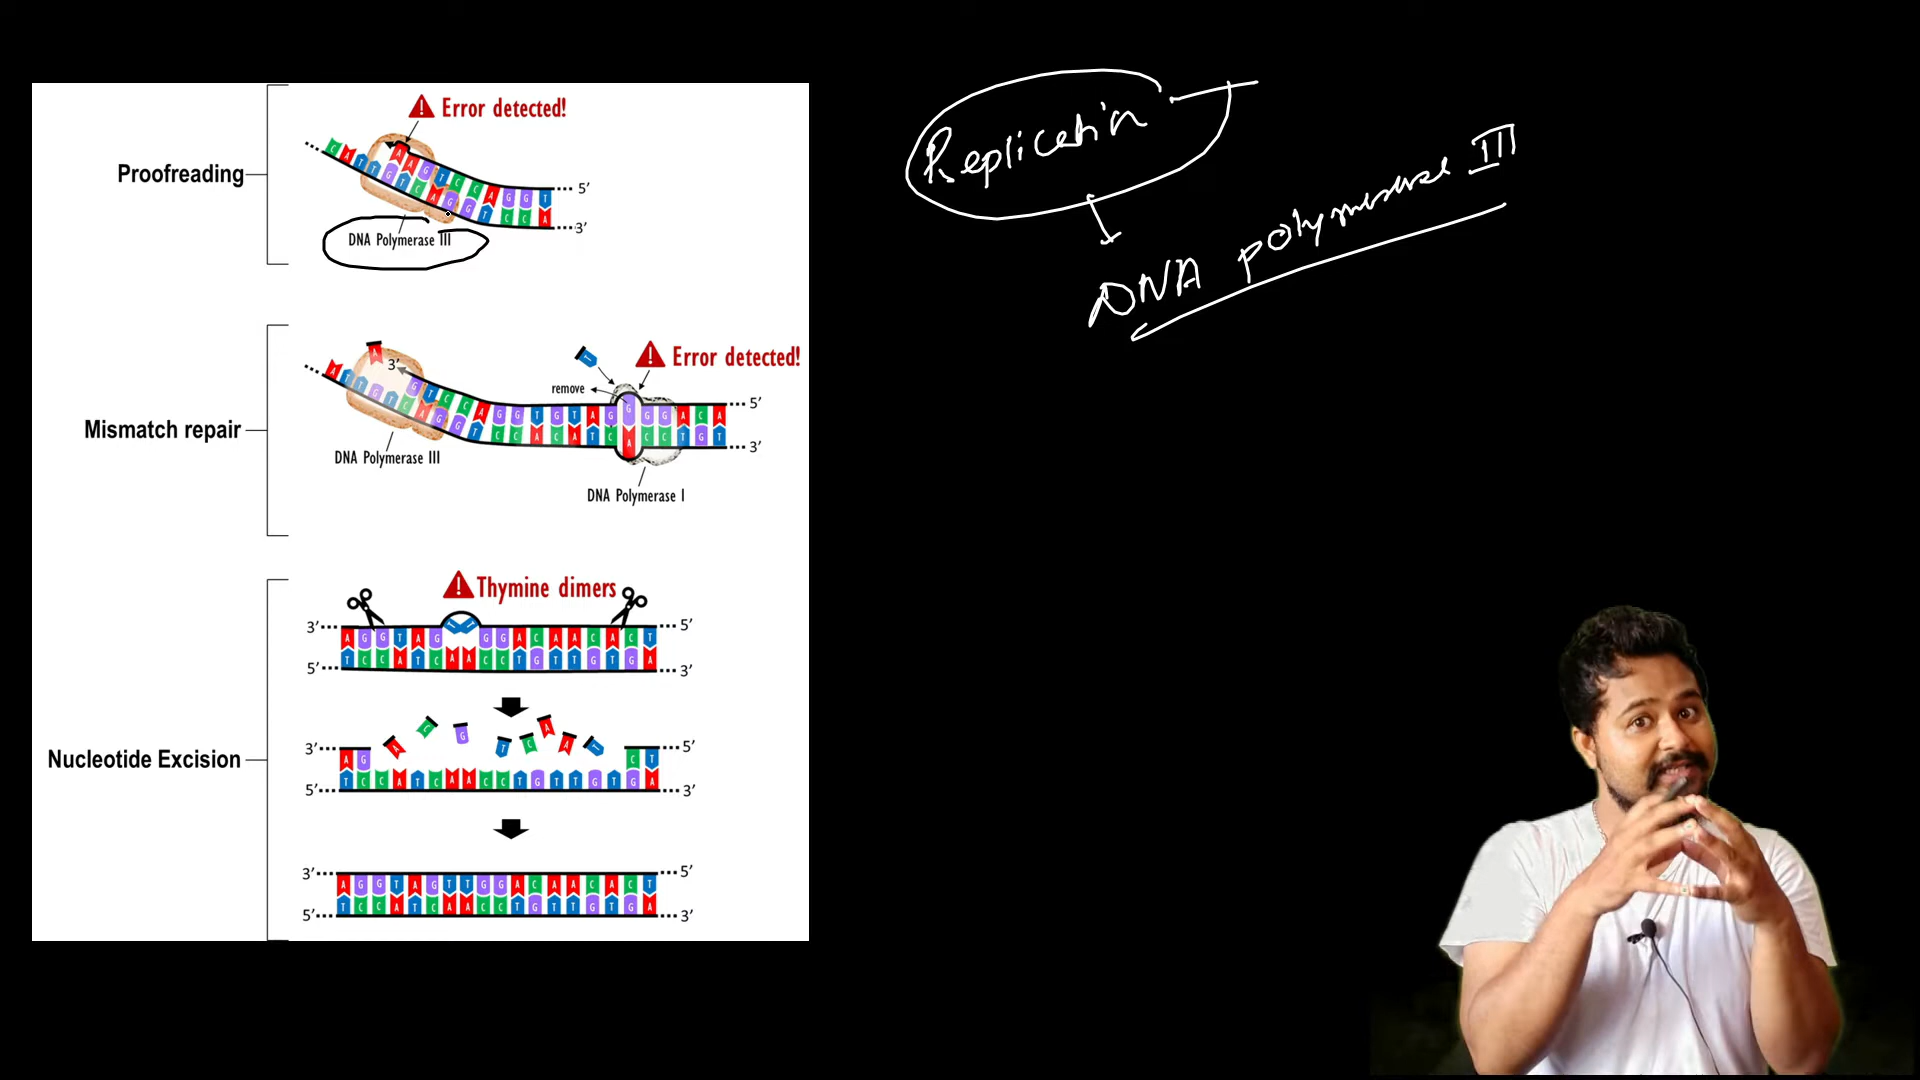 Error detected!
Proofreading
5’
3’
DNA Polymerase III
Error detected!
3’
remove
5’
Mismatch repair
3’
DNA Polymerase III
DNA Polymerase I
Thymine dimers
3’ 5’
A G G T A G T T G G A C A A C A C T
T C C A T C A A C C T G T T G T G A
5’ 3’
C G T C A A T
A
3’ 5’
A G C T
T C C A T C A A C C T G T T G T G A
5’ 3’
Nucleotide Excision
3’ 5’
A G G T A G T T G G A C A A C A C T
T C C A T C A A C C T G T T G T G A
5’ 3’
Replication
DNA polymerase III